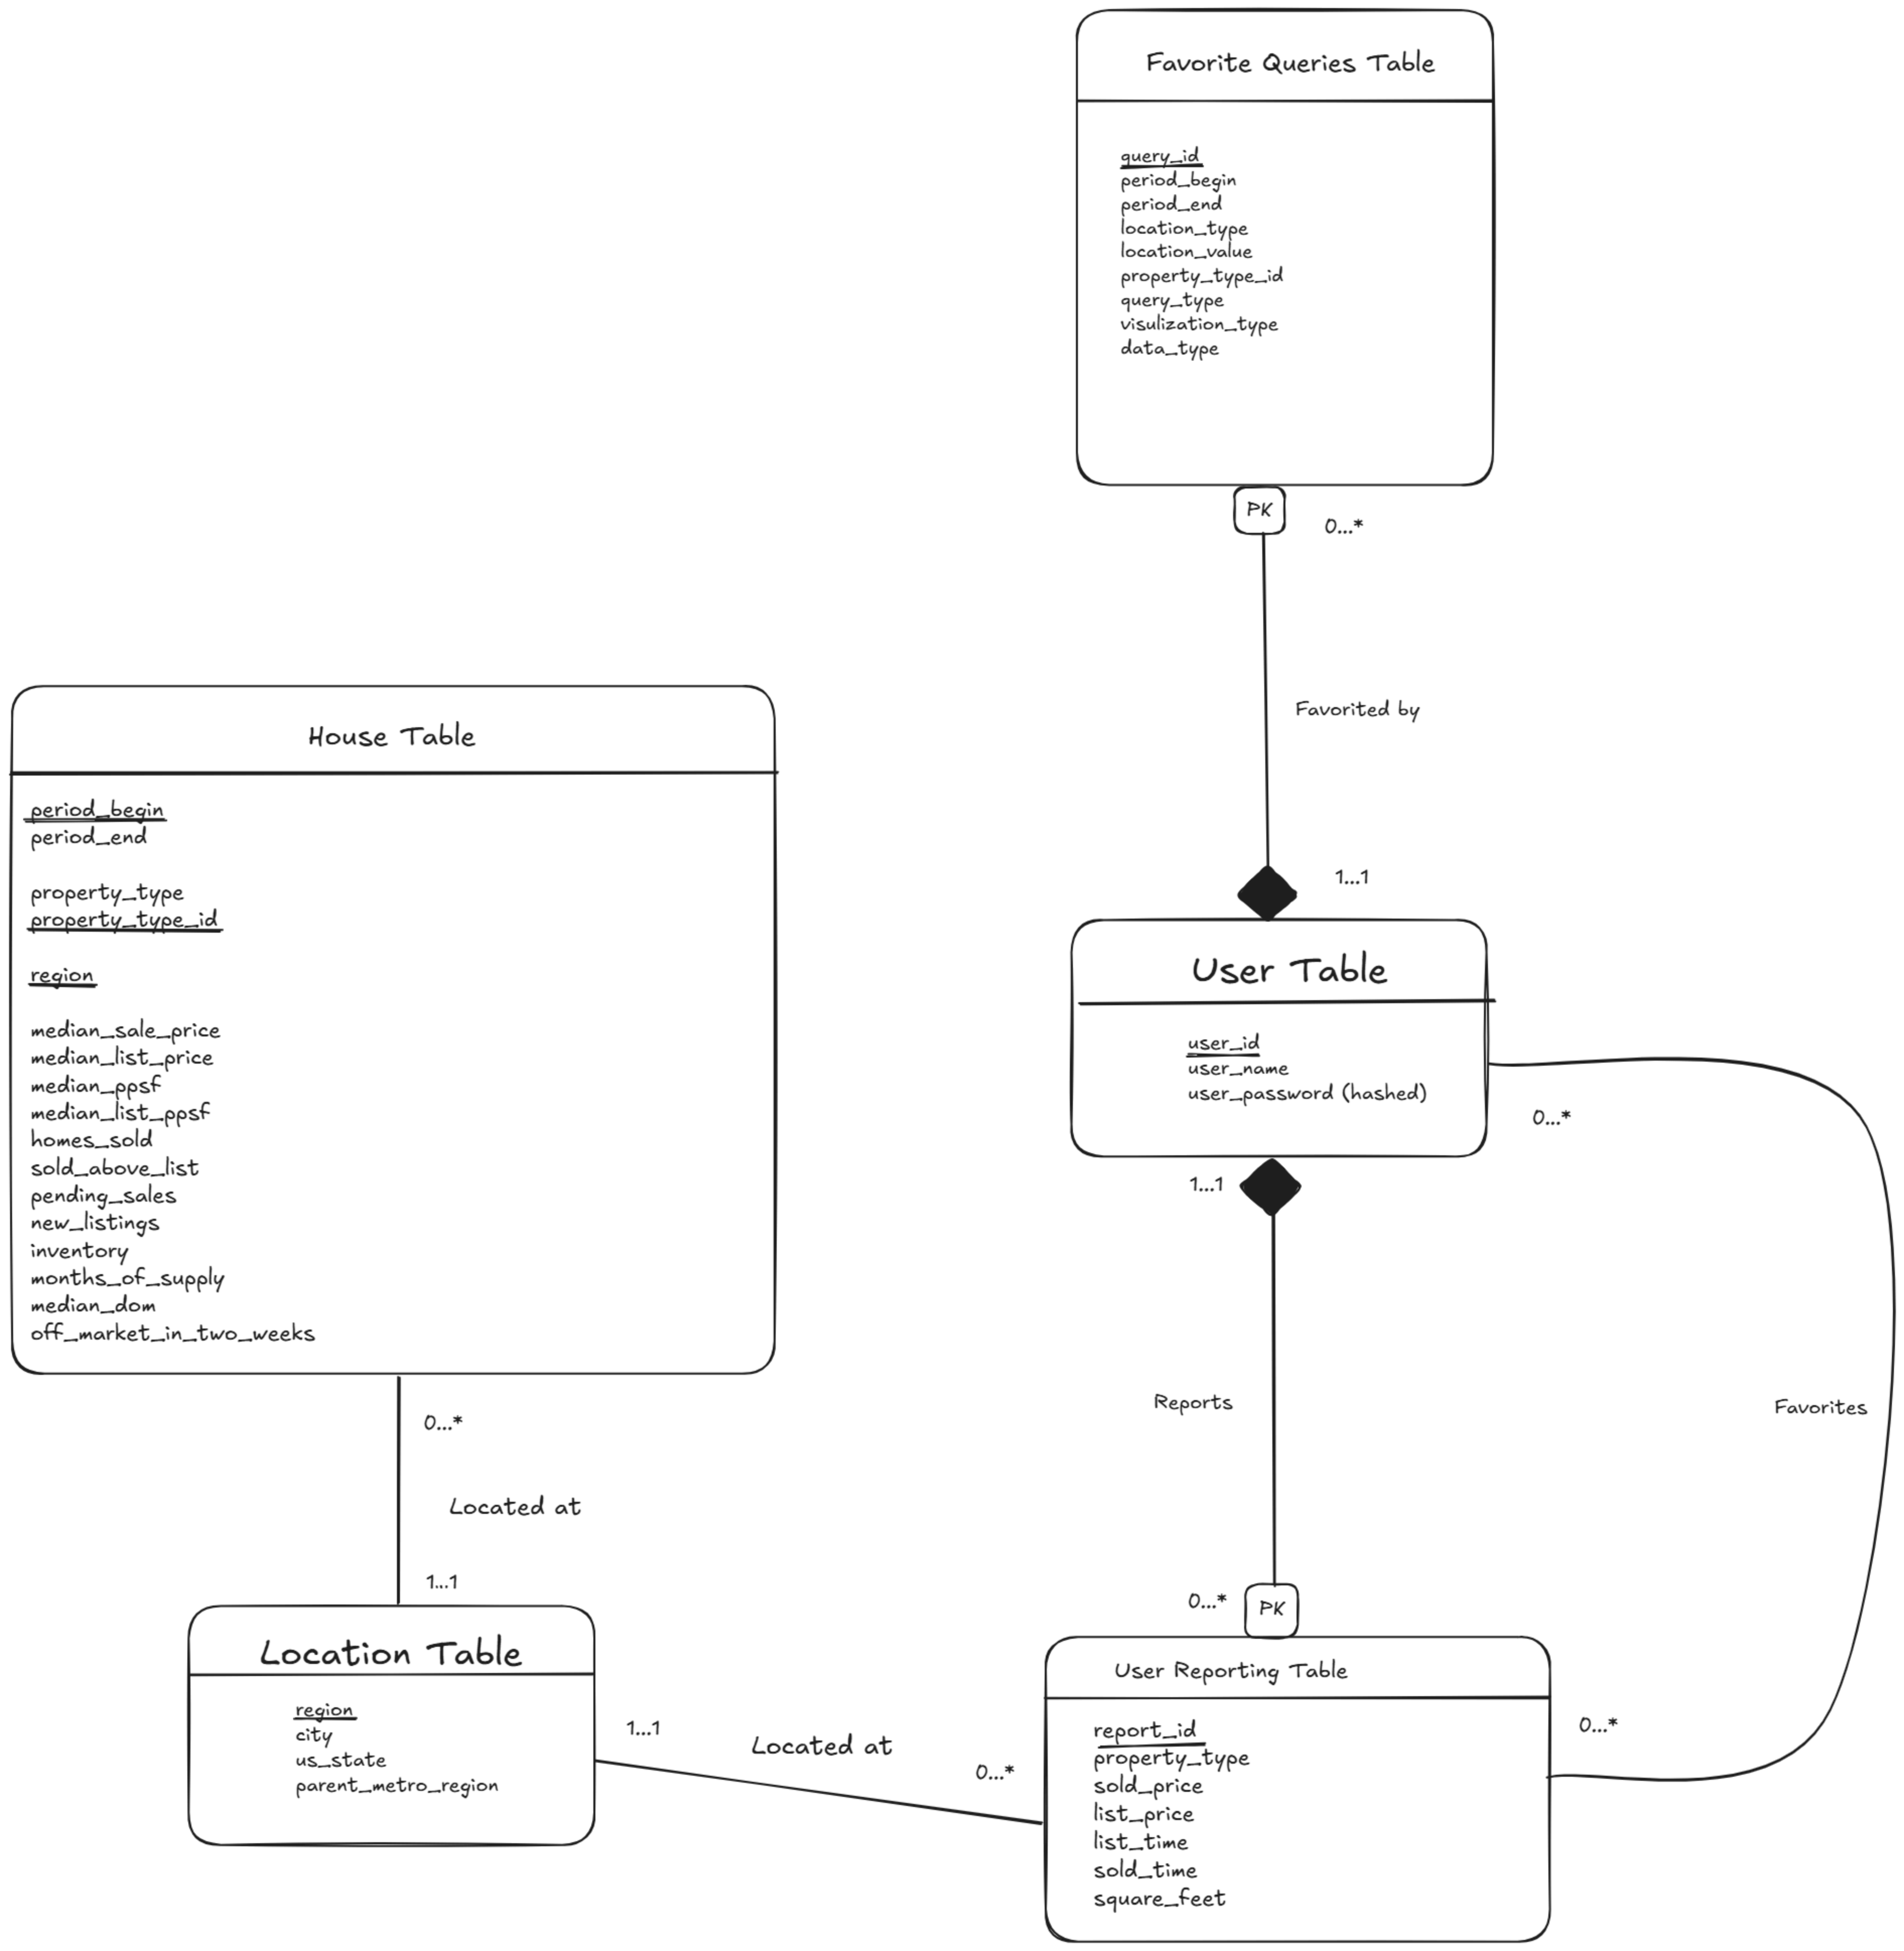 Favorite Queries Table
query_id
period_begin
period_end
location_type
location_value
property_type_id
query_type
visulization_type
data_type
PK
0...*
Favorited by
1...1
House Table
period_begin
period_end
property_type
property_type_id
region
median_sale_price
median_list_price
median_ppsf
median_list_ppsf
homes_sold
sold_above_list
pending_sales
new_listings
inventory
months_of_supply
median_dom
off_market_in_two_weeks
User Table
user_id
user_name
user_password (hashed)
0...*
1...1
Reports
Favorites
0...*
Located at
1...1
0...*
PK
Location Table
region
city
us_state
parent_metro_region
1...1
Located at
0...*
User Reporting Table
report_id
property_type
sold_price
list_price
list_time
sold_time
square_feet
0...*